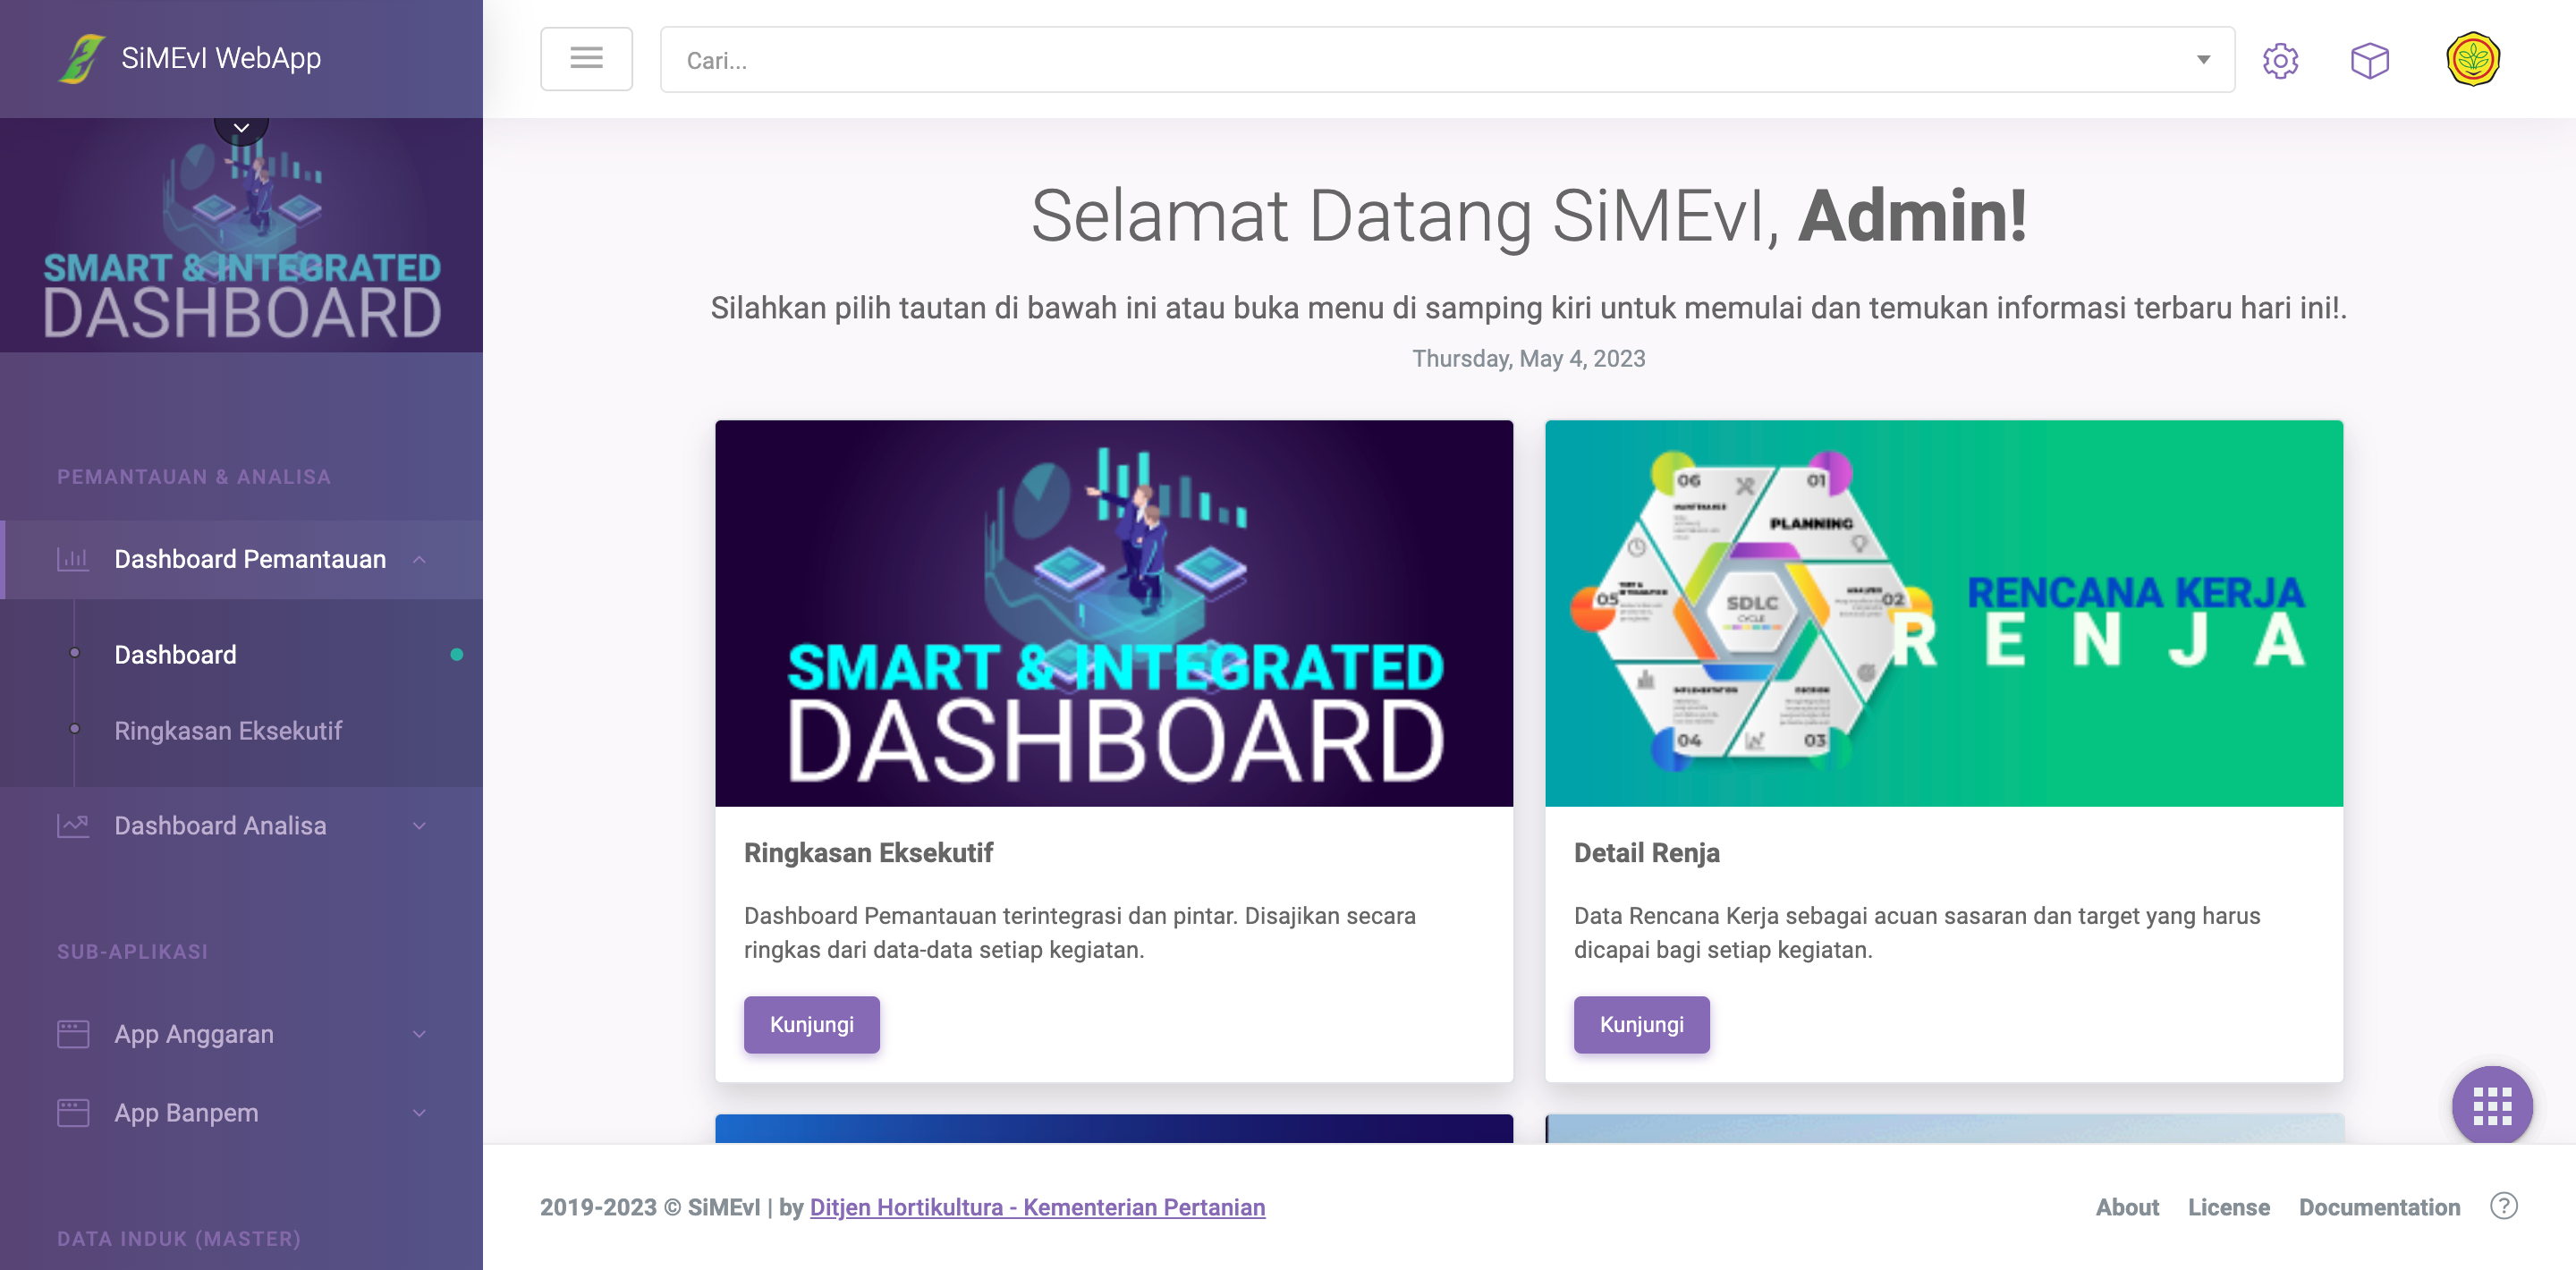 SiMEvI WebApp
Cari...
SMART & INTEGRATED
DASHBOARD
PEMANTAUAN & ANALISA
Dashboard Pemantauan
Dashboard
Ringkasan Eksekutif
Dashboard Analisa
SUB-APLIKASI
App Anggaran
App Banpem
DATA INDUK (MASTER)
Selamat Datang SiMEvI, Admin!
Silahkan pilih tautan di bawah ini atau buka menu di samping kiri untuk memulai dan temukan informasi terbaru hari ini!.
Thursday, May 4, 2023
SMART & INTEGRATED
DASHBOARD
Ringkasan Eksekutif
Dashboard Pemantauan terintegrasi dan pintar. Disajikan secara
ringkas dari data-data setiap kegiatan.
Kunjungi
06
01
MAINTENANCE
PLANNING
05
02
SDLC
CYCLE
IMPLEMENTATION
04
03
RENCANA KERJA
RENJA
Detail Renja
Data Rencana Kerja sebagai acuan sasaran dan target yang harus
dicapai bagi setiap kegiatan.
Kunjungi
2019-2023 © SiMEvI | by Ditjen Hortikultura - Kementerian Pertanian
About
License
Documentation